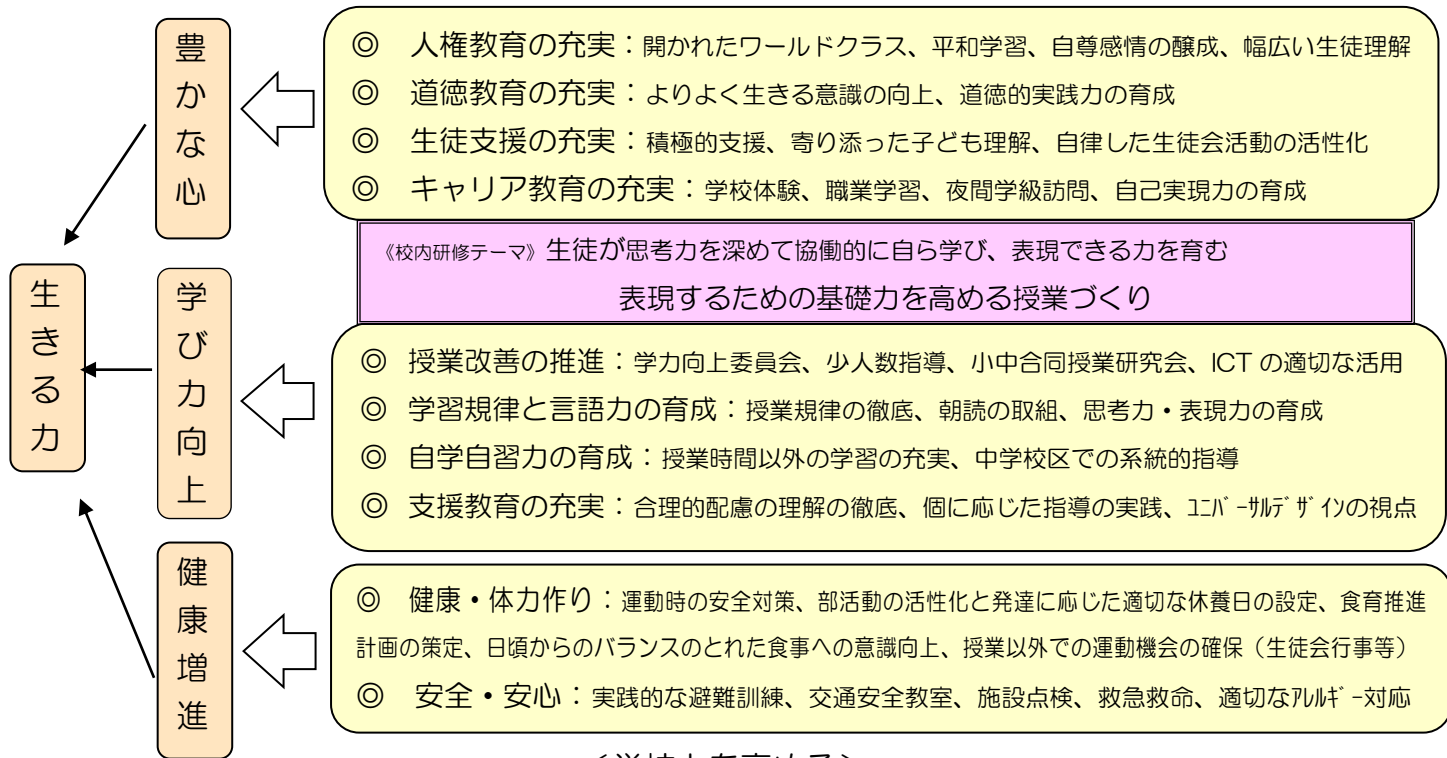 豊かな心
◎ 人権教育の充実：開かれたワールドクラス、平和学習、自尊感情の醸成、幅広い生徒理解
◎ 道徳教育の充実：よりよく生きる意識の向上、道徳的実践力の育成
◎ 生徒支援の充実：積極的支援、寄り添った子ども理解、自律した生徒会活動の活性化
◎ キャリア教育の充実：学校体験、職業学習、夜間学級訪問、自己実現力の育成
《校内研修テーマ》生徒が思考力を深めて協働的に自ら学び、表現できる力を育む
表現するための基礎力を高める授業づくり
生きる力
学び力向上
◎ 授業改善の推進：学力向上委員会、少人数指導、小中合同授業研究会、ICTの適切な活用
◎ 学習規律と言語力の育成：授業規律の徹底、朝読の取組、思考力・表現力の育成
◎ 自学自習力の育成：授業時間以外の学習の充実、中学校区での系統的指導
◎ 支援教育の充実：合理的配慮の理解の徹底、個に応じた指導の実践、ﾕﾆﾊﾞｰｻﾙﾃﾞｻﾞｲﾝの視点
健康増進
◎ 健康・体力作り：運動時の安全対策、部活動の活性化と発達に応じた適切な休養日の設定、食育推進
計画の策定、日頃からのバランスのとれた食事への意識向上、授業以外での運動機会の確保（生徒会行事等）
◎ 安全・安心：実践的な避難訓練、交通安全教室、施設点検、救急救命、適切なｱﾚﾙｷﾞｰ対応